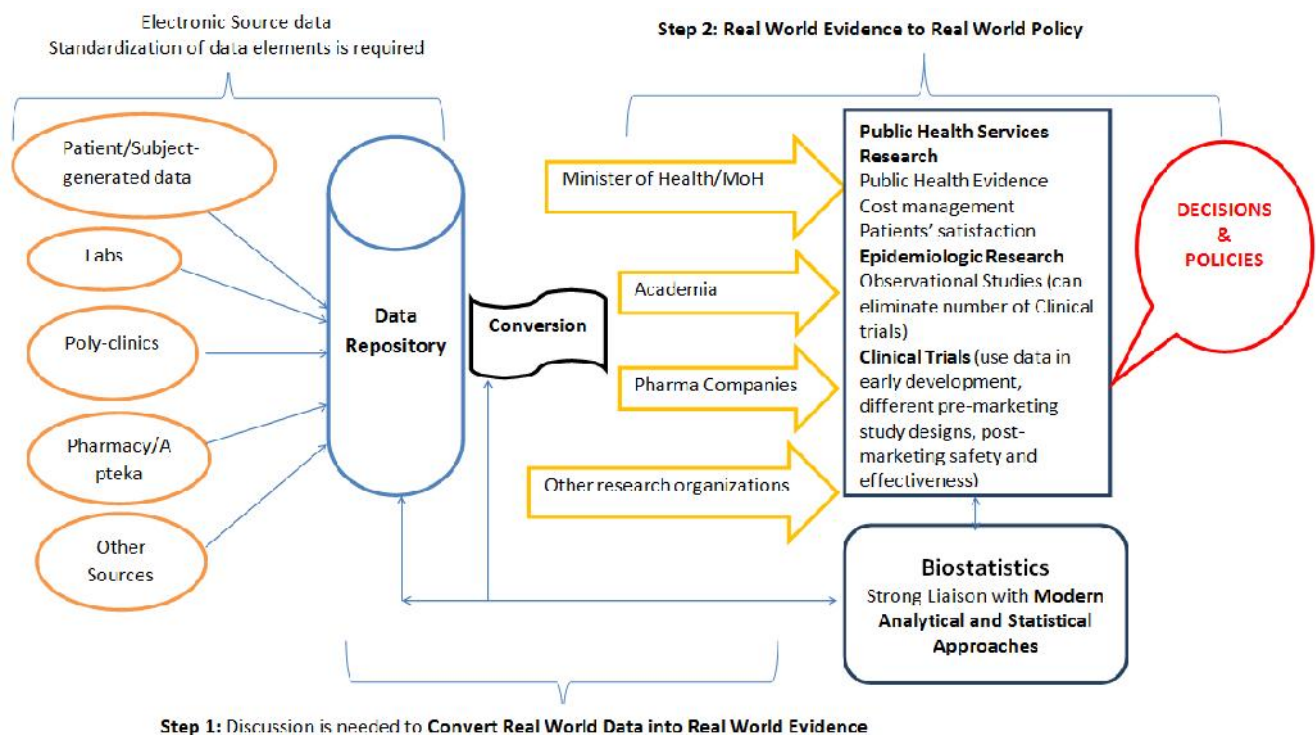 Electronic Source data
Standardization of data elements is required
Step 2: Real World Evidence to Real World Policy
Patient/Subject-
generated data
Labs
Poly-clinics
Pharmacy/A
pteka
Other
Sources
Data
Repository
Conversion
Minister of Health/MoH
Academia
Pharma Companies
Other research organizations
Public Health Services
Research
Public Health Evidence
Cost management
Patients’ satisfaction
Epidemiologic Research
Observational Studies (can
eliminate number of Clinical
trials)
Clinical Trials (use data in
early development,
different pre-marketing
study designs, post-
marketing safety and
effectiveness)
DECISIONS
&
POLICIES
Biostatistics
Strong Liaison with Modern
Analytical and Statistical
Approaches
Step 1: Discussion is needed to Convert Real World Data into Real World Evidence